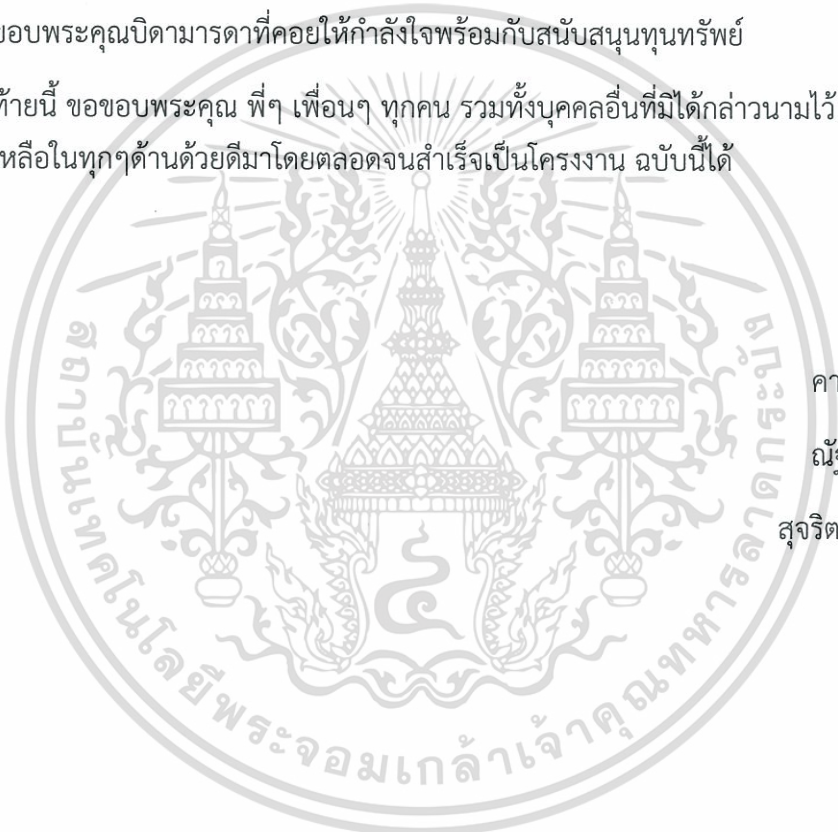 ขอบพระคุณบิดามารดาที่คอยให้กำลังใจพร้อมกับสนับสนุนทุนทรัพย์
ท้ายนี้ ขอขอบพระคุณ พี่ๆ เพื่อนๆ ทุกคน รวมทั้งบุคคลอื่นที่มิได้กล่าวนามไว้
เหลือในทุกๆด้านด้วยดีมาโดยตลอดจนสำเร็จเป็นโครงงาน ฉบับนี้ได้
สุจริต
สถาบันเทคโนโลยีพระจอมเกล้าเจ้าคุณทหารลาดกระบัง